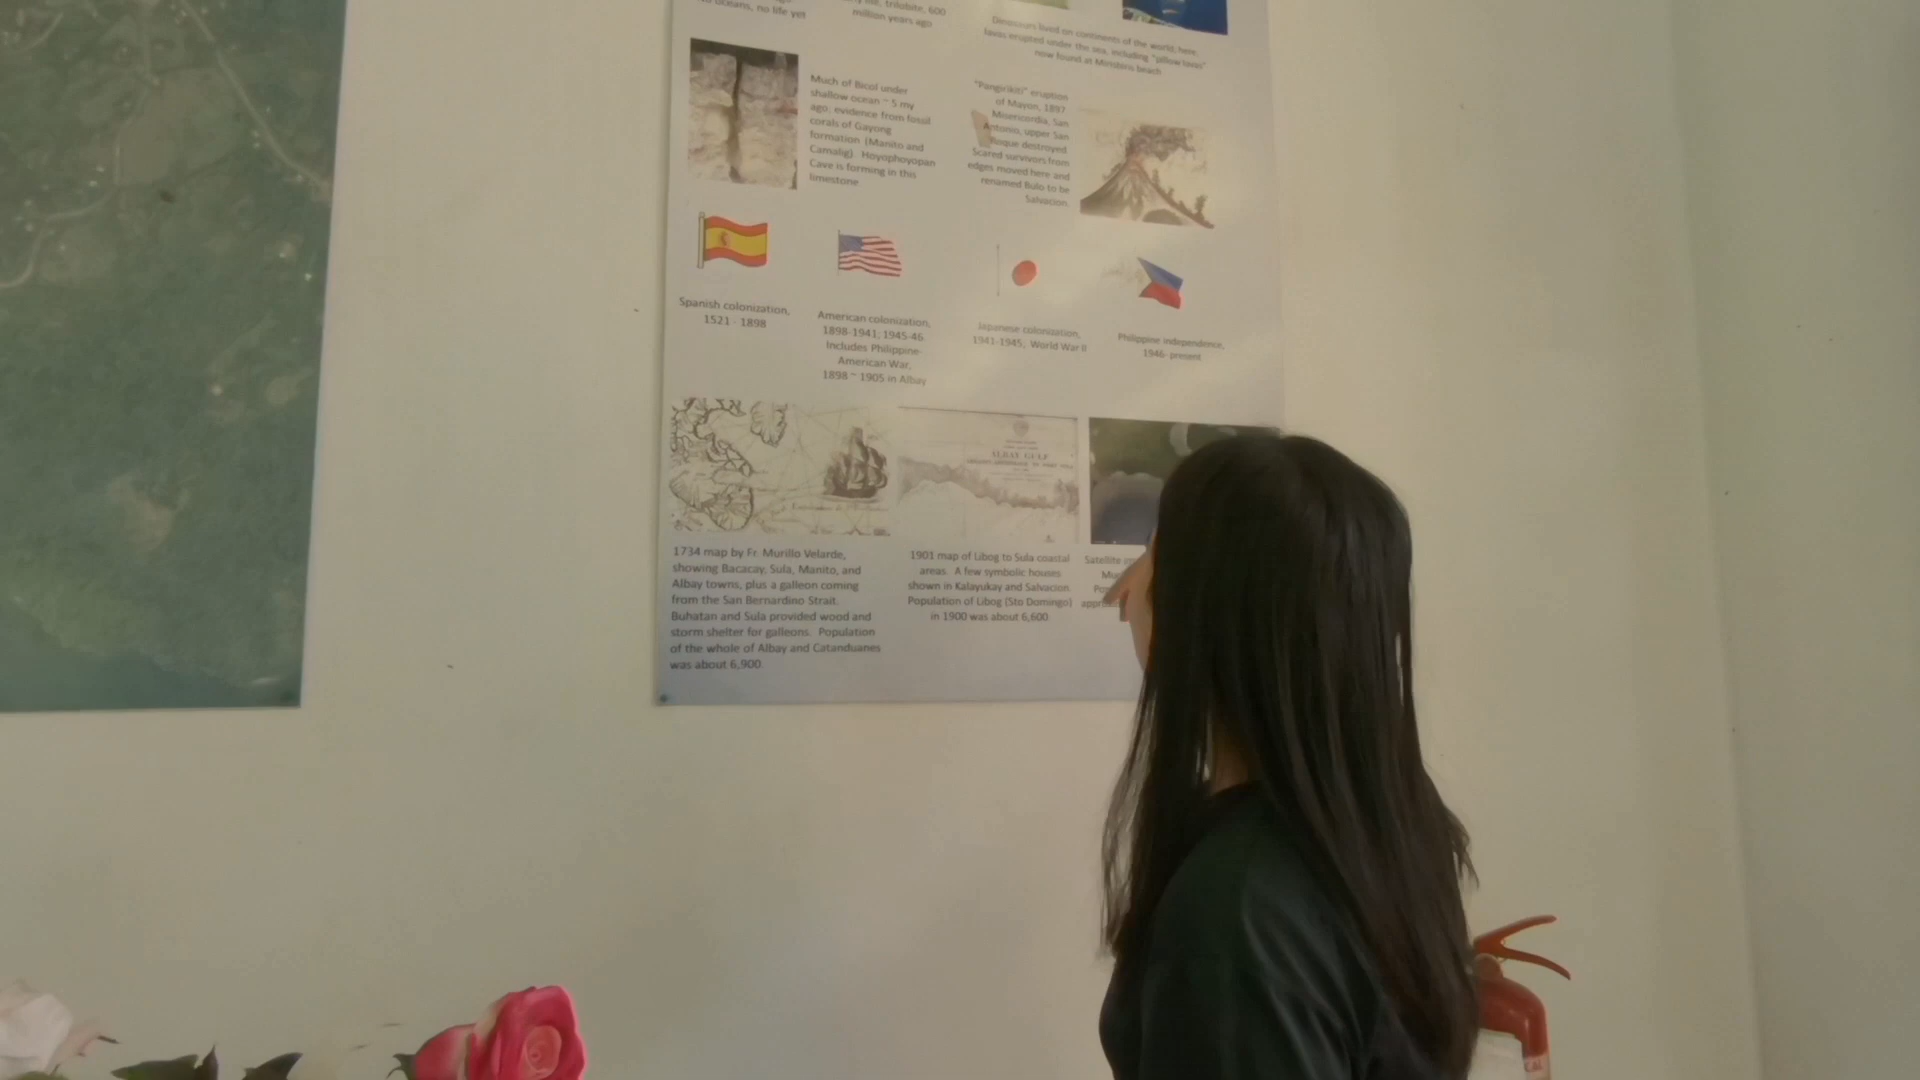 no oceans, no life yet
trilobite, 600
million years ago
Dinosaurs lived on continents of the world; here,
lavas erupted under the sea, including "pillow lavas"
now found at Minsbiris beach
Much of Bicol under
shallow ocean ~ 5 my
ago; evidence from fossil
corals of Gayong
formation (Manito and
Camalig). Hoyophoyopan
Cave is forming in this
limestone
"Pangirikiti" eruption
of Mayon, 1897.
Misericordia, San
Antonio, upper San
Roque destroyed.
Scared survivors from
edges moved here and
renamed Bulo to be
Salvacion.
Spanish colonization,
1521 - 1898
American colonization,
1898-1941; 1945-46.
Includes Philippine-
American War,
1898 ~ 1905 in Albay
Japanese colonization,
1941-1945, World War II
Philippine independence,
1946- present
ALBAY GULF
1734 map by Fr. Murillo Velarde,
showing Bacacay, Sula, Manito, and
Albay towns, plus a galleon coming
from the San Bernardino Strait.
Buhatan and Sula provided wood and
storm shelter for galleons. Population
of the whole of Albay and Catanduanes
was about 6,900.
1901 map of Libog to Sula coastal
areas. A few symbolic houses
shown in Kalayukay and Salvacion.
Population of Libog (Sto Domingo)
in 1900 was about 6,600.
Satellite